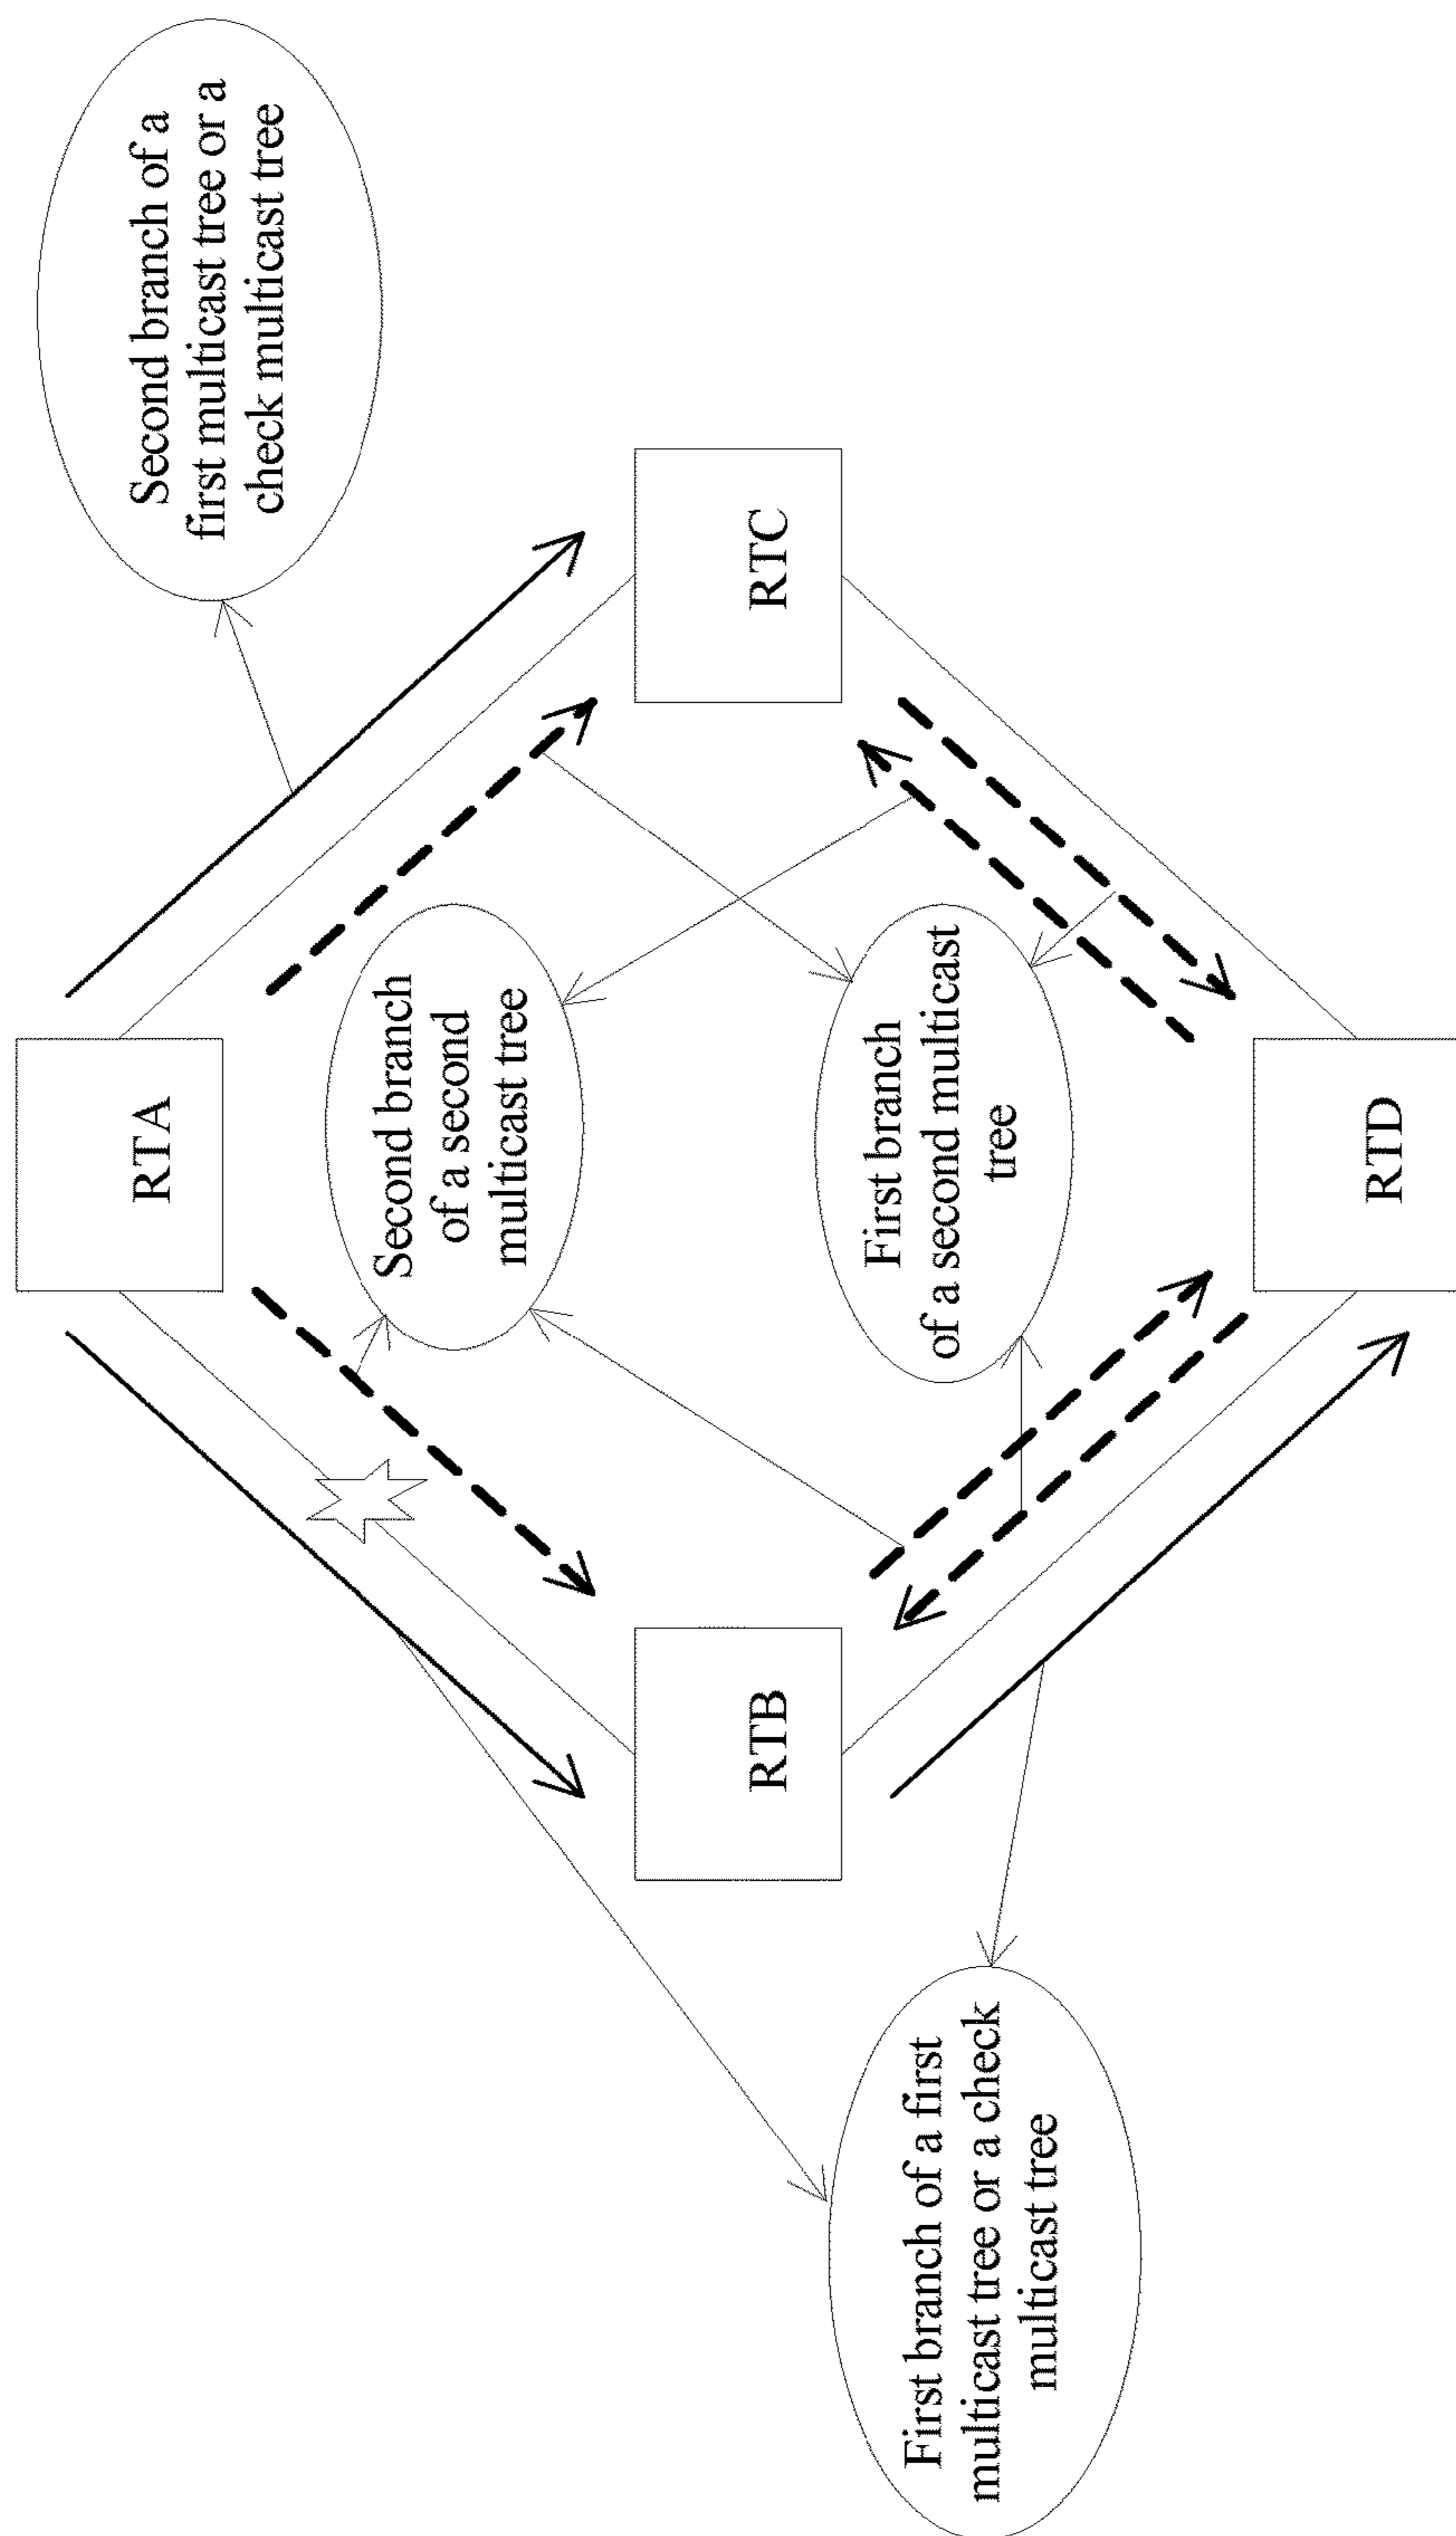 Second branch of a
first multicast tree or a
check multicast tree
RTA
RTC
Second branch
of a second
multicast tree
First branch
of a second multicast
tree
RTB
RTD
First branch of a first
multicast tree or a check
multicast tree